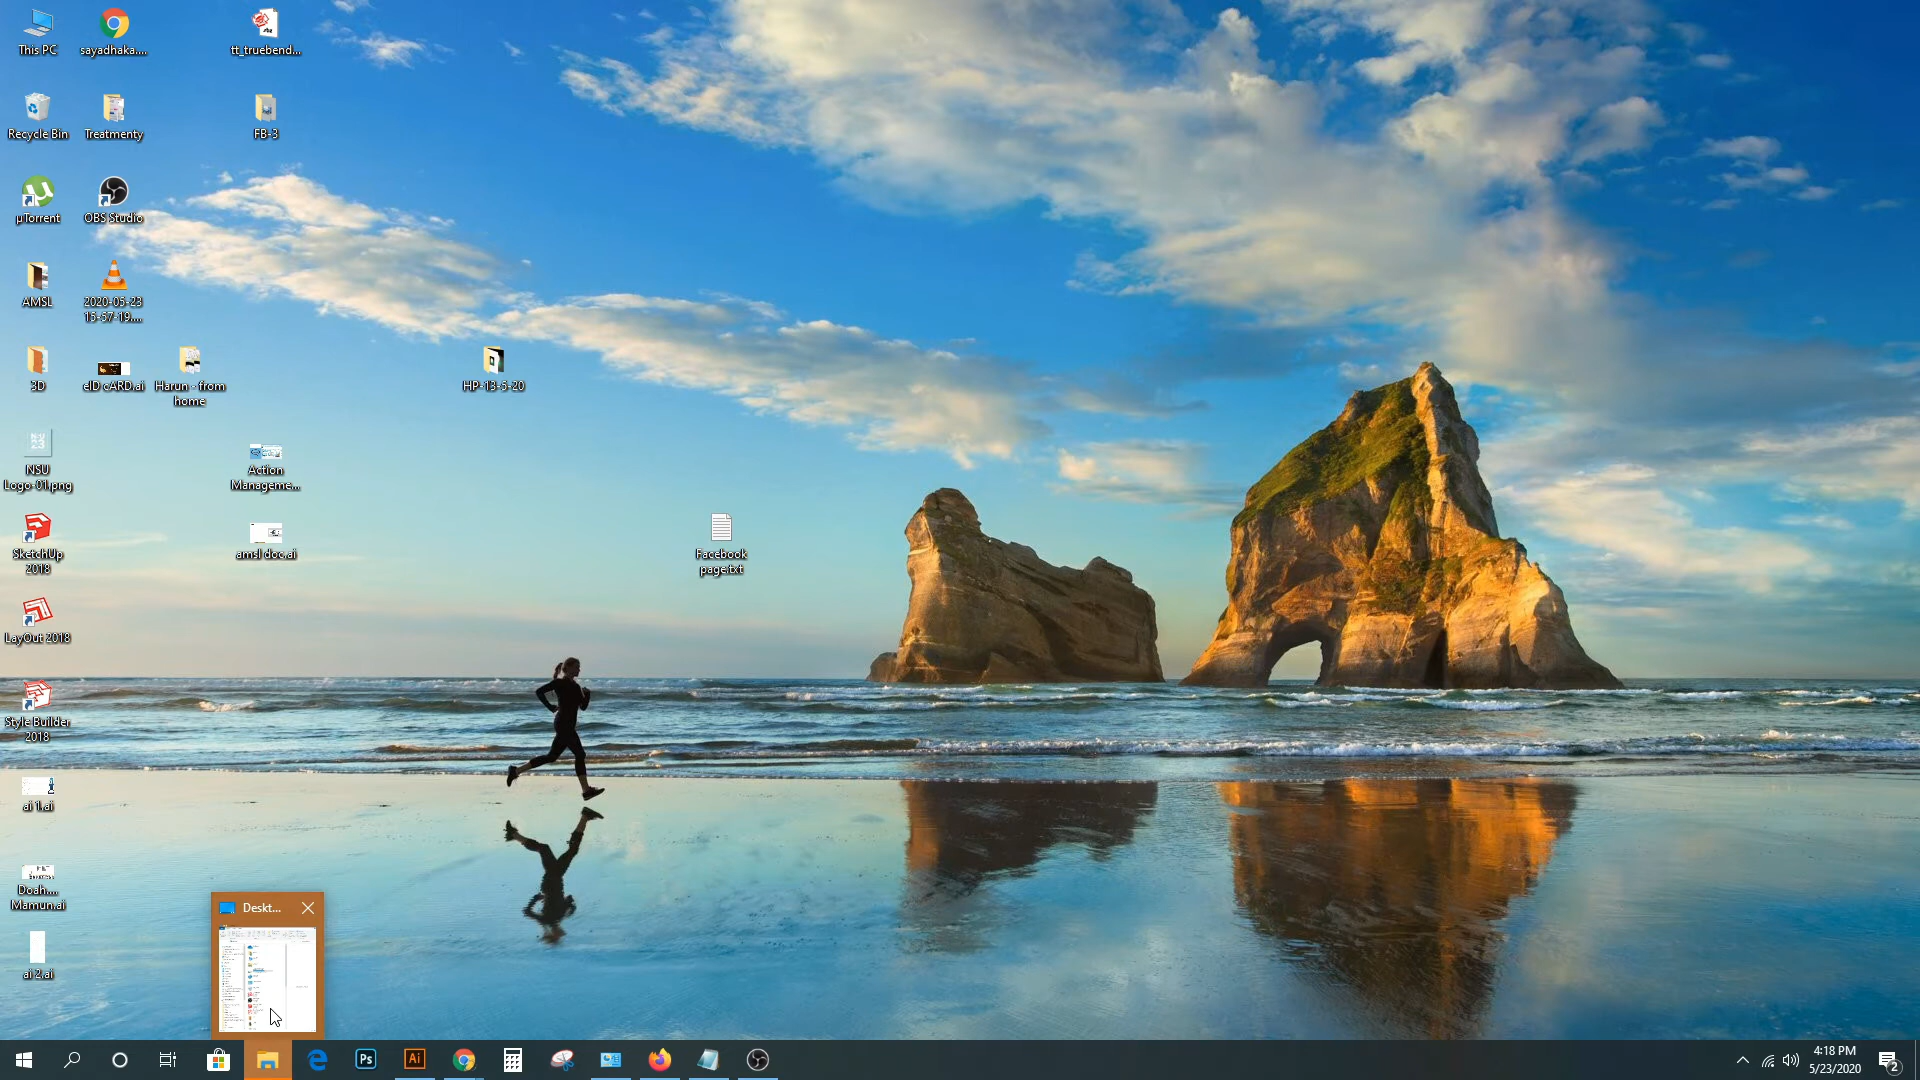 This PC
sayadhaka....
tt_truebend...
Recycle Bin
Treatmenty
FB-3
µTorrent
OBS Studio
AMSL
2020-05-23
15-57-19....
3D
eID cARD.ai
Harun - from
home
HP-13-5-20
NSU
Logo-01.png
Action
Manageme...
SketchUp
2018
amsl doc.ai
Facebook
page.txt
LayOut 2018
Style Builder
2018
ai 1.ai
Doah....
Mamun.ai
ai 2.ai
Deskt...
Ps
Ai
4:18 PM
5/23/2020
2